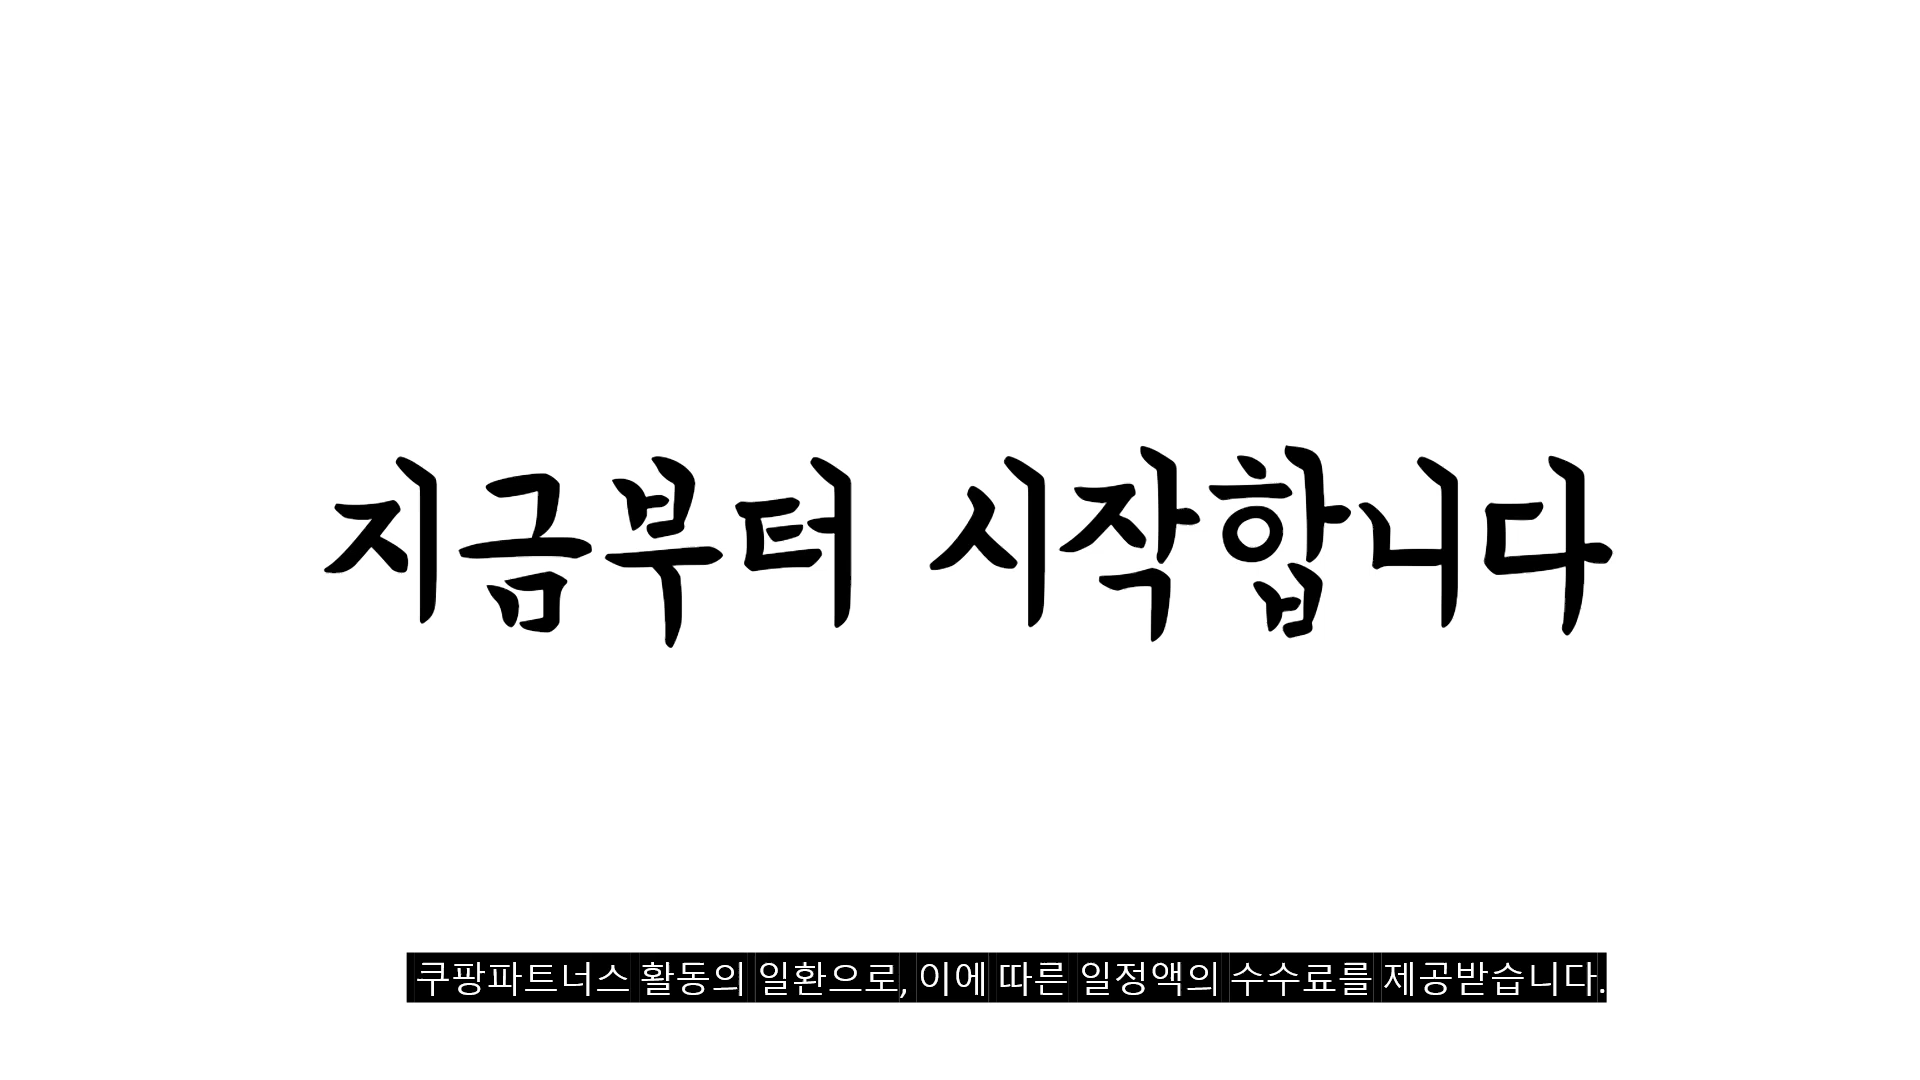 지금부터 시작합니다
쿠팡파트너스 활동의 일환으로, 이에 따른 일정액의 수수료를 제공받습니다.